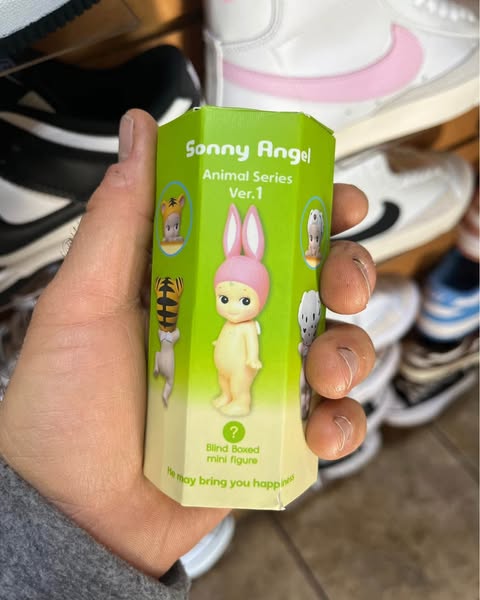 Sonny Angel
Animal Series
Ver.1
?
Blind Boxed
mini figure
He may bring you happiness